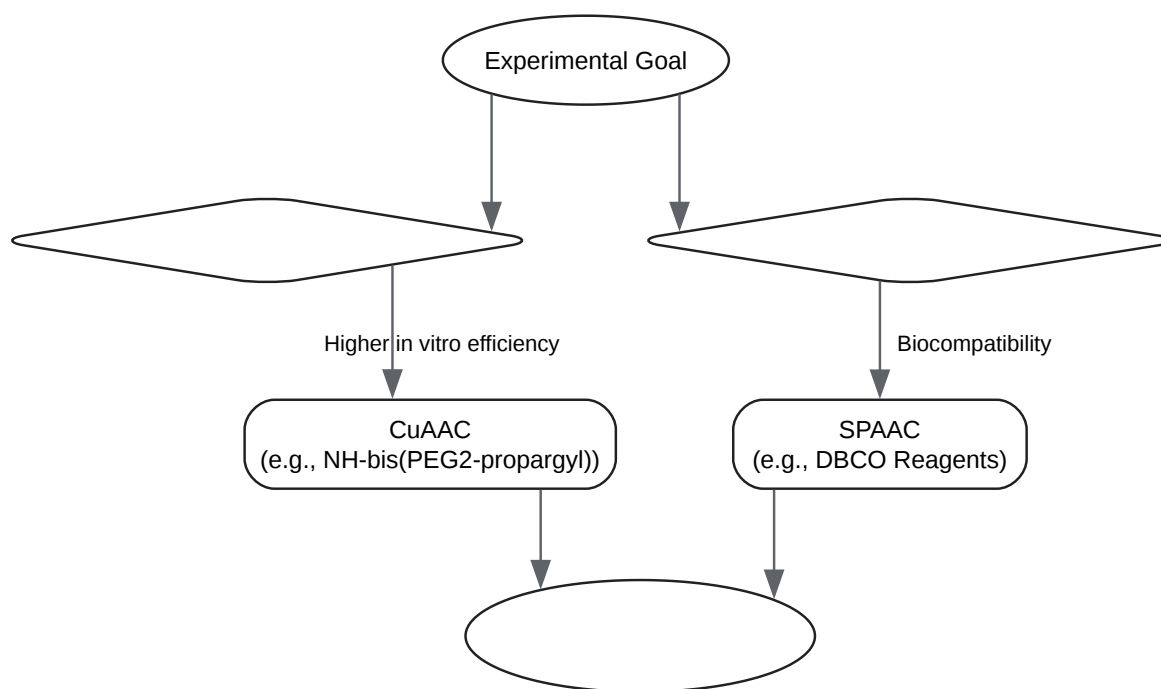 Experimental Goal
Higher in vitro efficiency
Biocompatibility
CuAAC
(e.g., NH-bis(PEG2-propargyl))
SPAAC
(e.g., DBCO Reagents)